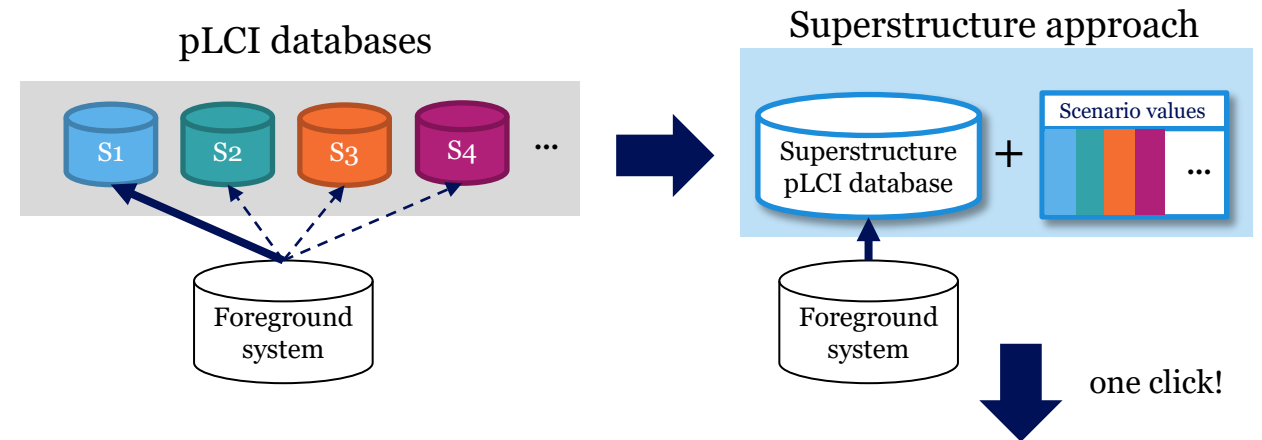 pLCI databases
S1
S2
S3
S4
...
Foreground
system
Superstructure approach
Superstructure
pLCI database
+
Scenario values
...
Foreground
system
one click!